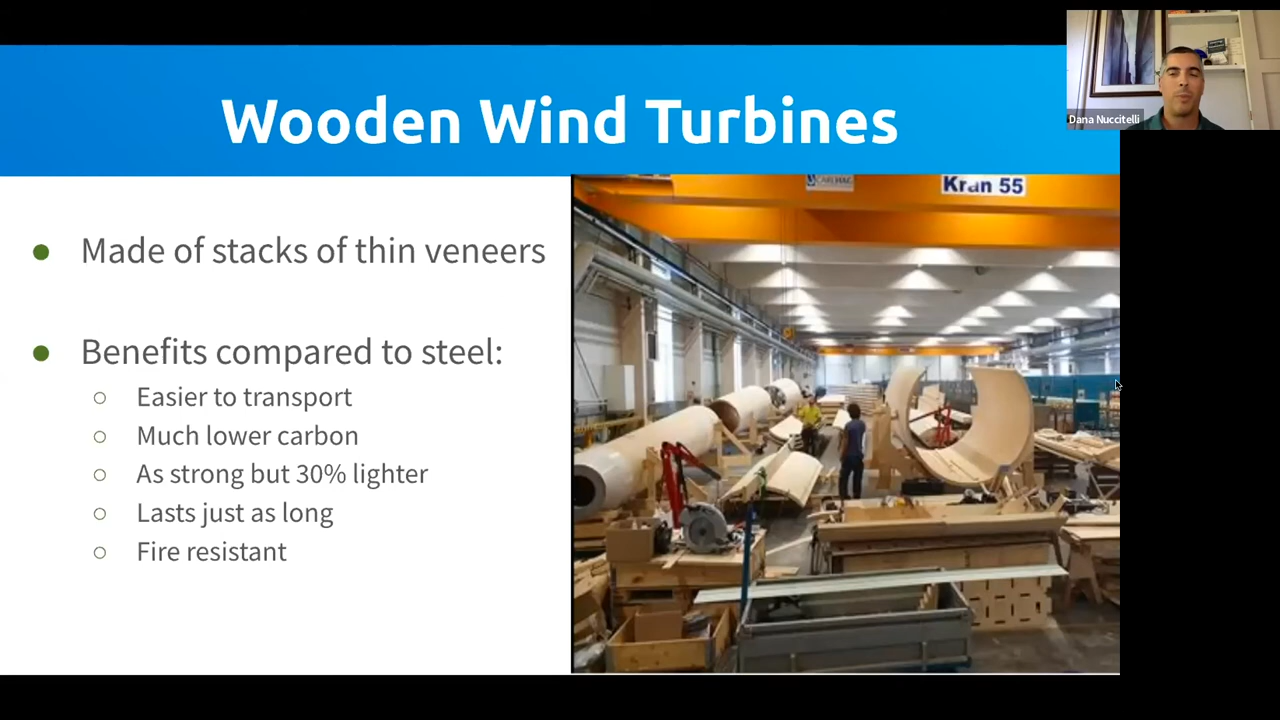 Wooden Wind Turbines
Dana Nuccitelli
Kran 55
● Made of stacks of thin veneers
● Benefits compared to steel:
○ Easier to transport
○ Much lower carbon
○ As strong but 30% lighter
○ Lasts just as long
○ Fire resistant